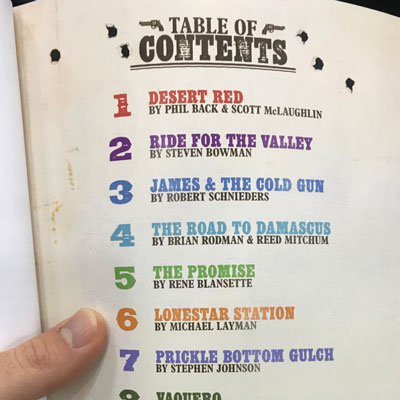 TABLE OF
CONTENTS
1 DESERT RED
BY PHIL BACK & SCOTT McLAUGHLIN
2 RIDE FOR THE VALLEY
BY STEVEN BOWMAN
3 JAMES & THE COLD GUN
BY ROBERT SCHNIEDERS
4 THE ROAD TO DAMASCUS
BY BRIAN RODMAN & REED MITCHUM
5 THE PROMISE
BY RENE BLANSETTE
6 LONESTAR STATION
BY MICHAEL LAYMAN
7 PRICKLE BOTTOM GULCH
BY STEPHEN JOHNSON
8 VAQUERO